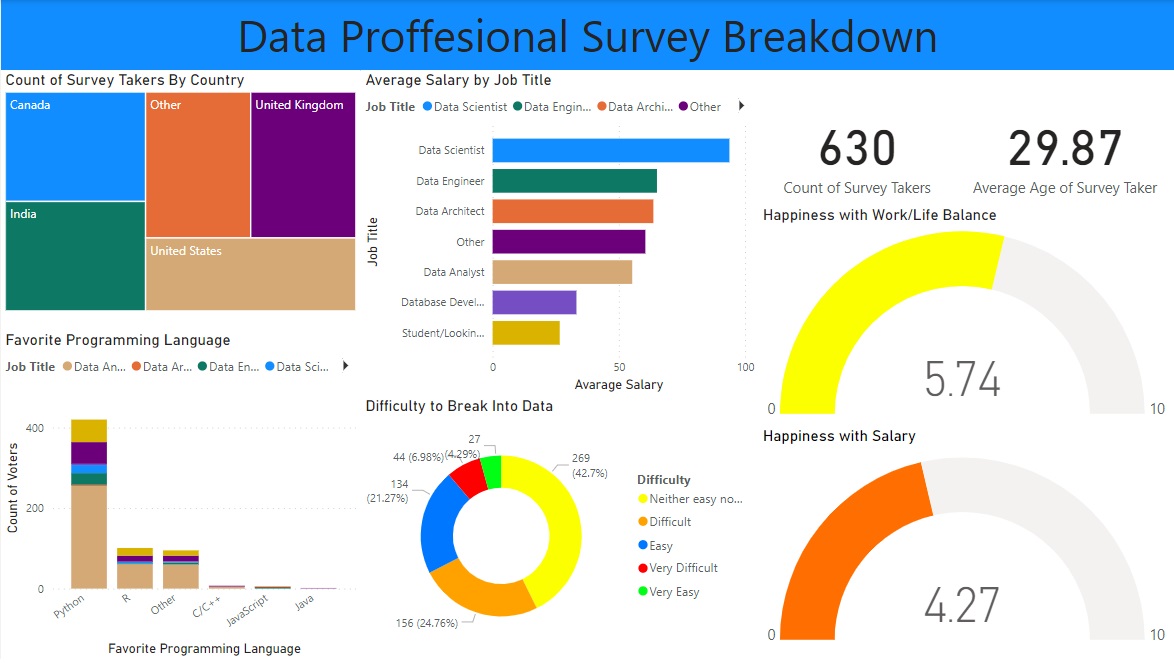 Data Proffesional Survey Breakdown
Count of Survey Takers By Country
Canada
Other
United Kingdom
India
United States
Average Salary by Job Title
Job Title Data Scientist Data Engin... Data Archi... Other
Job Title
Data Scientist
Data Engineer
Data Architect
Other
Data Analyst
Database Devel...
Student/Lookin...
0 50 100
Avarage Salary
630
Count of Survey Takers
29.87
Average Age of Survey Taker
Happiness with Work/Life Balance
5.74
0 10
Favorite Programming Language
Job Title Data An... Data Ar... Data En... Data Sci...
Count of Voters
400
200
0
Python R Other C/C++ JavaScript Java
Favorite Programming Language
Difficulty to Break Into Data
27
(4.29%)
44 (6.98%)
269
(42.7%)
134
(21.27%)
156 (24.76%)
Difficulty
Neither easy no...
Difficult
Easy
Very Difficult
Very Easy
Happiness with Salary
4.27
0 10